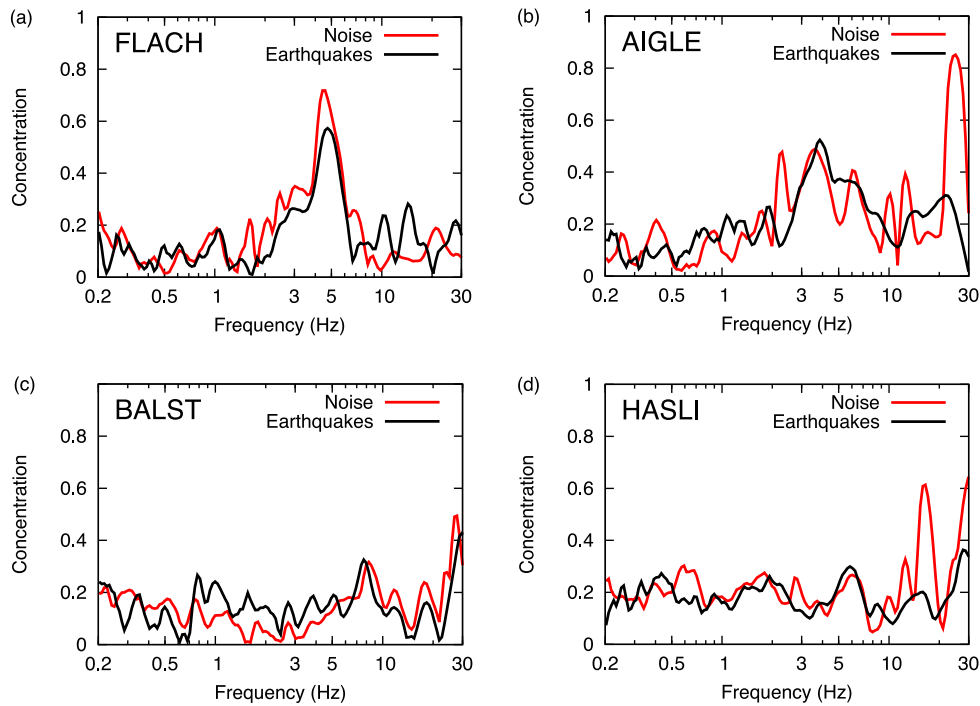 (a)
FLACH
Noise
Earthquakes
Concentration
1
0.8
0.6
0.4
0.2
0
0.2 0.5 1 3 5 10 30
Frequency (Hz)
(b)
AIGLE
Noise
Earthquakes
Concentration
1
0.8
0.6
0.4
0.2
0
0.2 0.5 1 3 5 10 30
Frequency (Hz)
(c)
BALST
Noise
Earthquakes
Concentration
1
0.8
0.6
0.4
0.2
0
0.2 0.5 1 3 5 10 30
Frequency (Hz)
(d)
HASLI
Noise
Earthquakes
Concentration
1
0.8
0.6
0.4
0.2
0
0.2 0.5 1 3 5 10 30
Frequency (Hz)